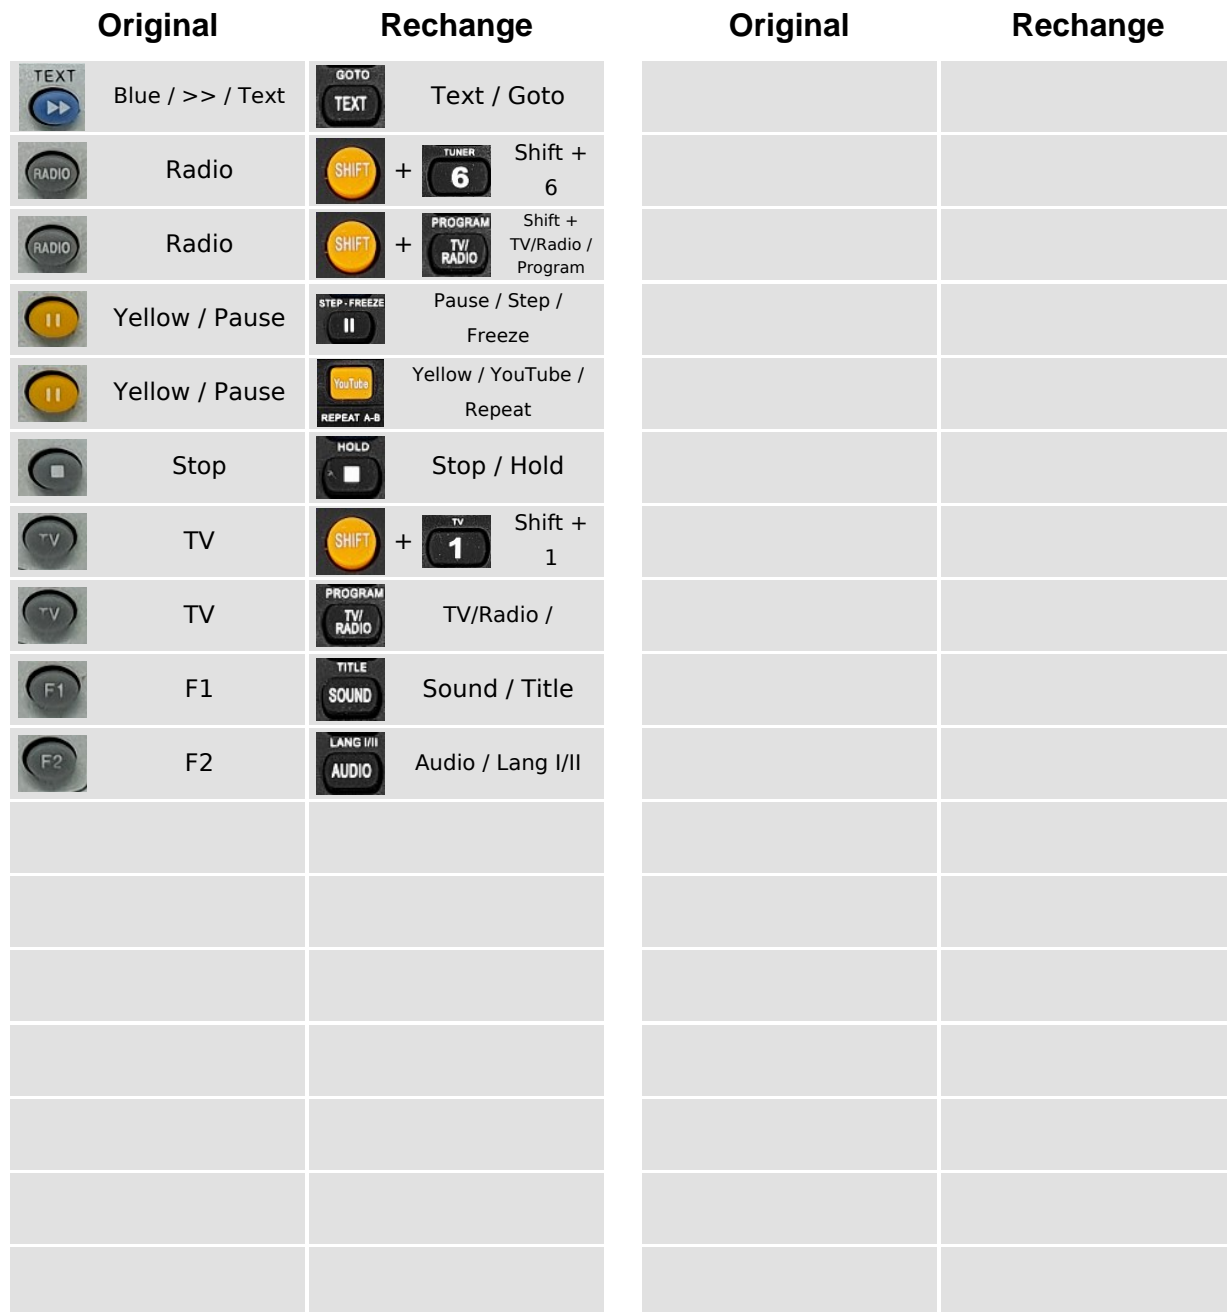 Original Rechange Original Rechange
TEXT Blue / >> / Text GOTO TEXT Text / Goto
RADIO Radio SHIFT + TUNER 6 Shift +
6
RADIO Radio SHIFT + PROGRAM TV/ RADIO Shift +
TV/Radio /
Program
Yellow / Pause STEP-FREEZE Pause / Step /
Freeze
Yellow / Pause YouTube Yellow / YouTube /
REPEAT A-B Repeat
Stop HOLD Stop / Hold
TV TV SHIFT + TV 1 Shift +
1
TV TV PROGRAM TV/ RADIO TV/Radio /
F1 F1 TITLE SOUND Sound / Title
F2 F2 LANG I/II AUDIO Audio / Lang I/II